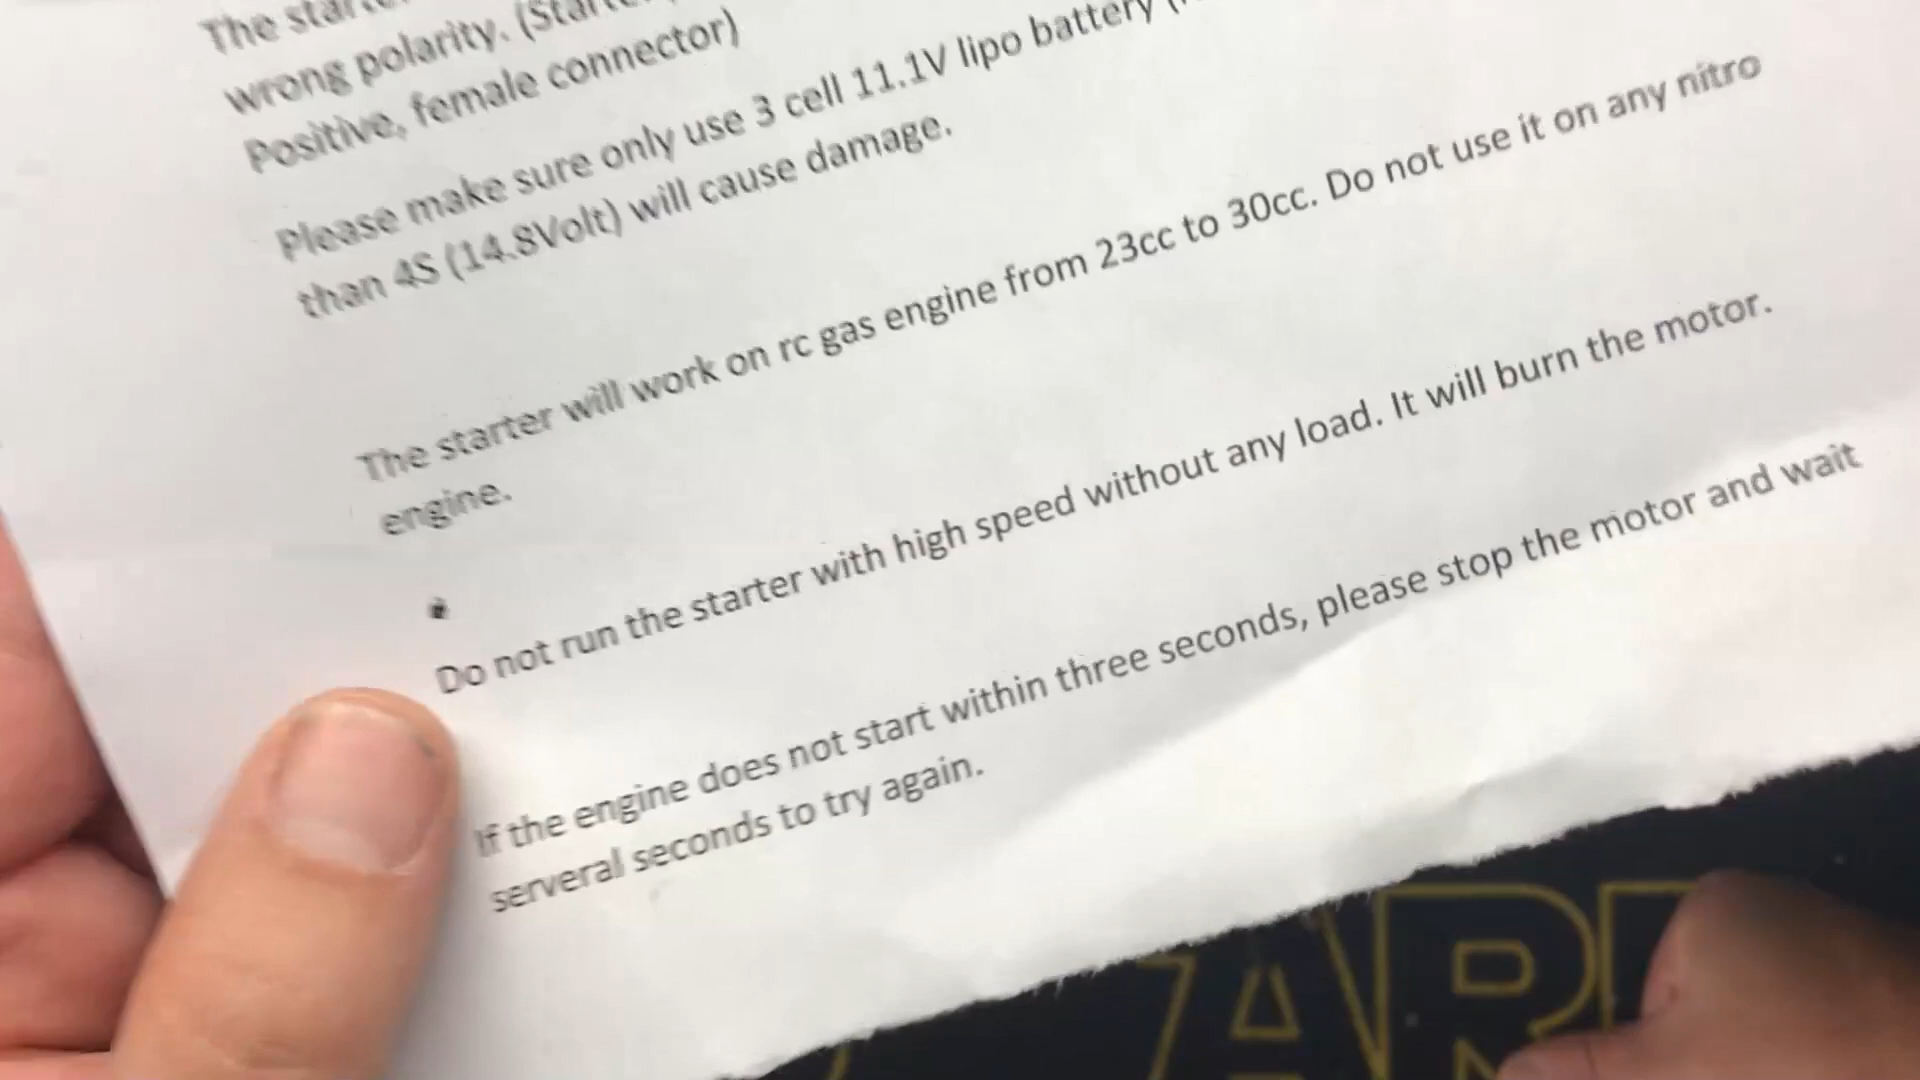 The
wrong polarity. (Starter
Positive, female connector)
Please make sure only use 3 cell 11.1V lipo battery
than 4S (14.8Volt) will cause damage.
The starter will work on rc gas engine from 23cc to 30cc. Do not use it on any nitro
engine.
Do not run the starter with high speed without any load. It will burn the motor.
If the engine does not start within three seconds, please stop the motor and wait
serveral seconds to try again.